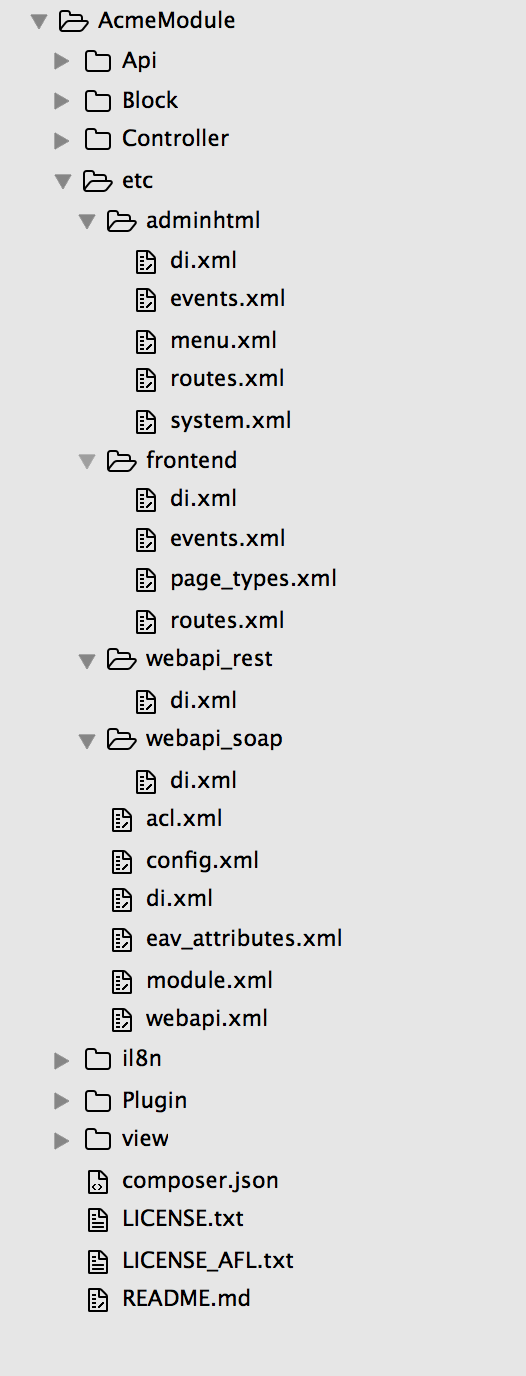 AcmeModule
Api
Block
Controller
etc
adminhtml
di.xml
events.xml
menu.xml
routes.xml
system.xml
frontend
di.xml
events.xml
page_types.xml
routes.xml
webapi_rest
di.xml
webapi_soap
di.xml
acl.xml
config.xml
di.xml
eav_attributes.xml
module.xml
webapi.xml
il8n
Plugin
view
composer.json
LICENSE.txt
LICENSE_AFL.txt
README.md